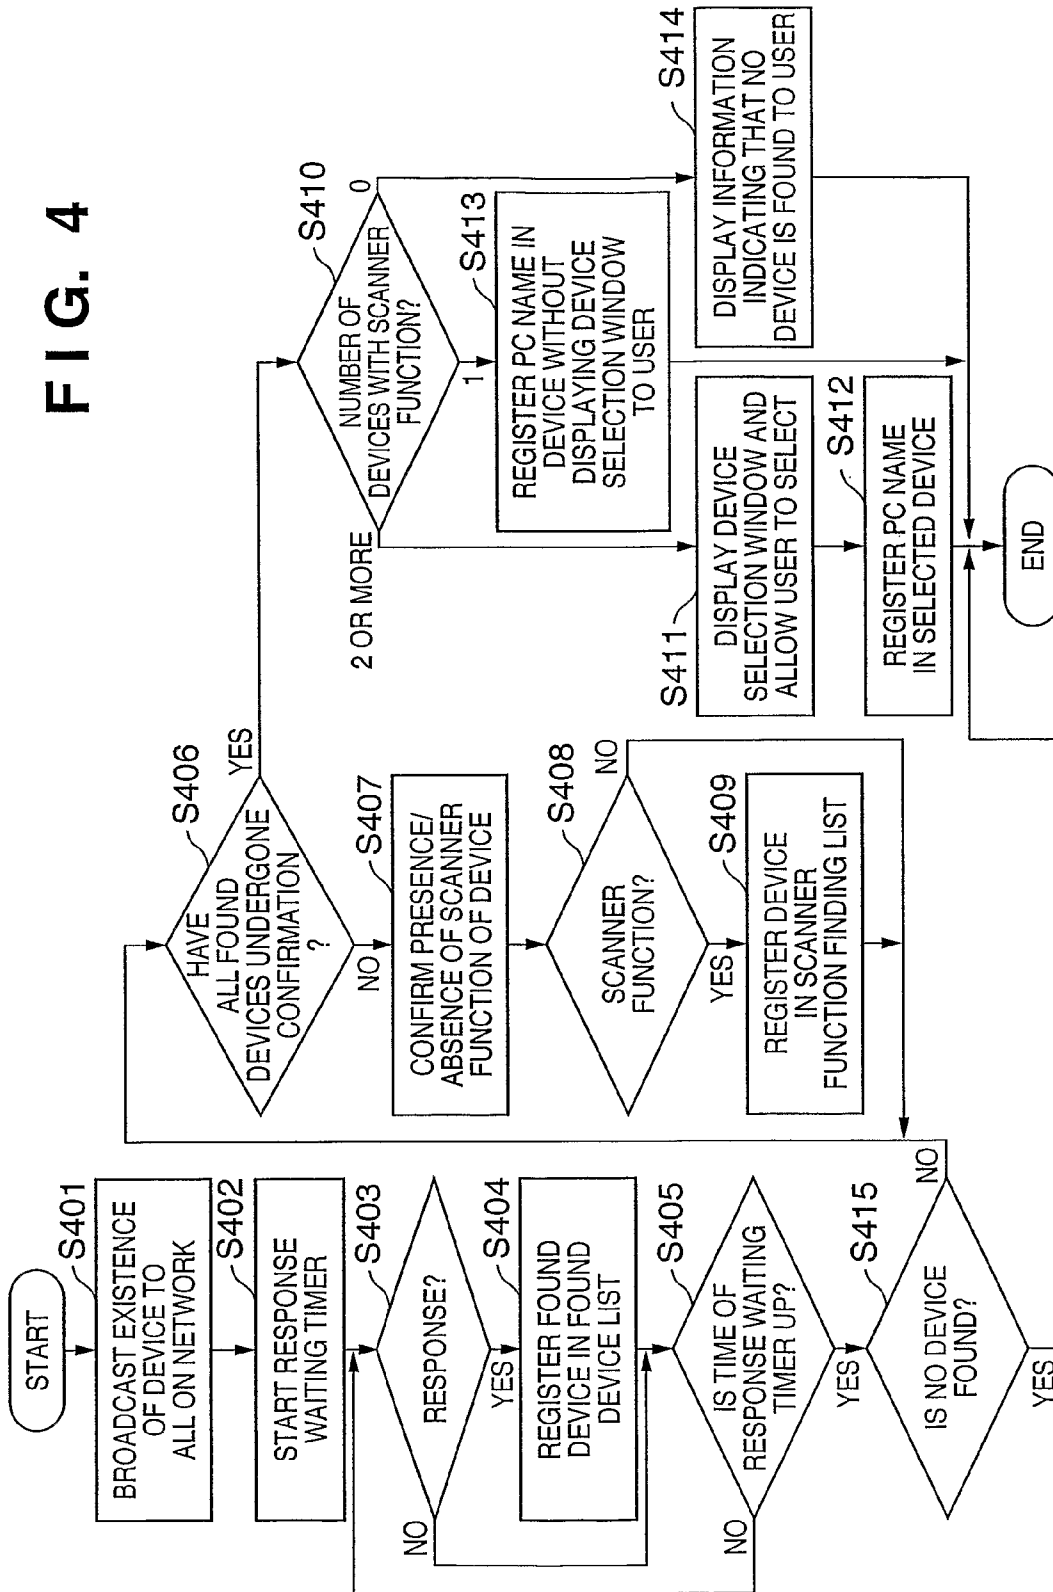 FIG. 4
START
S401
BROADCAST EXISTENCE
OF DEVICE TO
ALL ON NETWORK
S402
START RESPONSE
WAITING TIMER
S403
RESPONSE?
NO
YES
S404
REGISTER FOUND
DEVICE IN FOUND
DEVICE LIST
S405
IS TIME OF
RESPONSE WAITING
TIMER UP?
NO
YES
S415
IS NO DEVICE
FOUND?
NO
YES
S406
HAVE
ALL FOUND
DEVICES UNDERGONE
CONFIRMATION
?
YES
NO
S407
CONFIRM PRESENCE/
ABSENCE OF SCANNER
FUNCTION OF DEVICE
S408
SCANNER
FUNCTION?
NO
YES
S409
REGISTER DEVICE
IN SCANNER
FUNCTION FINDING LIST
S410
NUMBER OF
DEVICES WITH SCANNER
FUNCTION?
2 OR MORE
1
0
S413
REGISTER PC NAME IN
DEVICE WITHOUT
DISPLAYING DEVICE
SELECTION WINDOW
TO USER
S411
DISPLAY DEVICE
SELECTION WINDOW AND
ALLOW USER TO SELECT
S414
DISPLAY INFORMATION
INDICATING THAT NO
DEVICE IS FOUND TO USER
S412
REGISTER PC NAME
IN SELECTED DEVICE
END